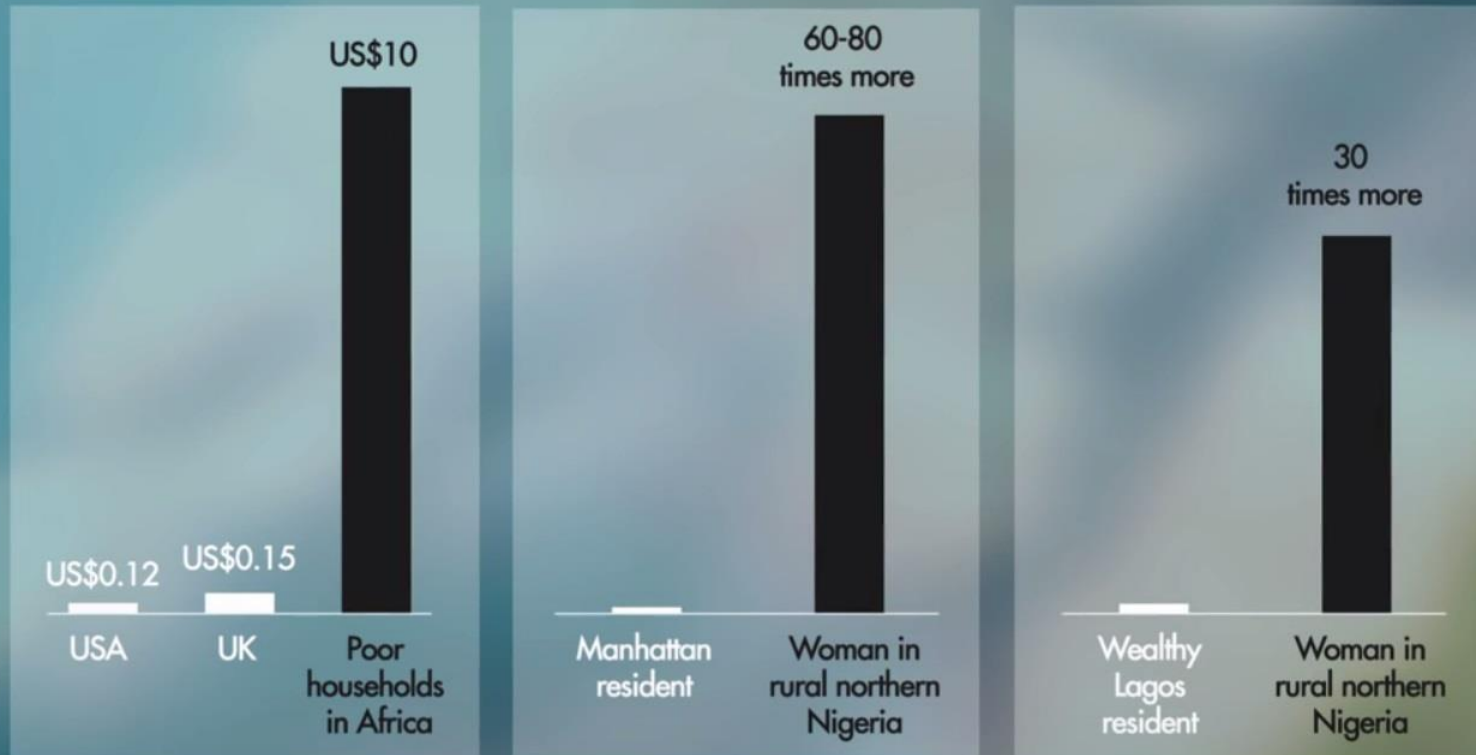 US$10
US$0.12
US$0.15
USA
UK
Poor
households
in Africa
60-80
times more
Manhattan
resident
Woman in
rural northern
Nigeria
30
times more
Wealthy
Lagos
resident
Woman in
rural northern
Nigeria